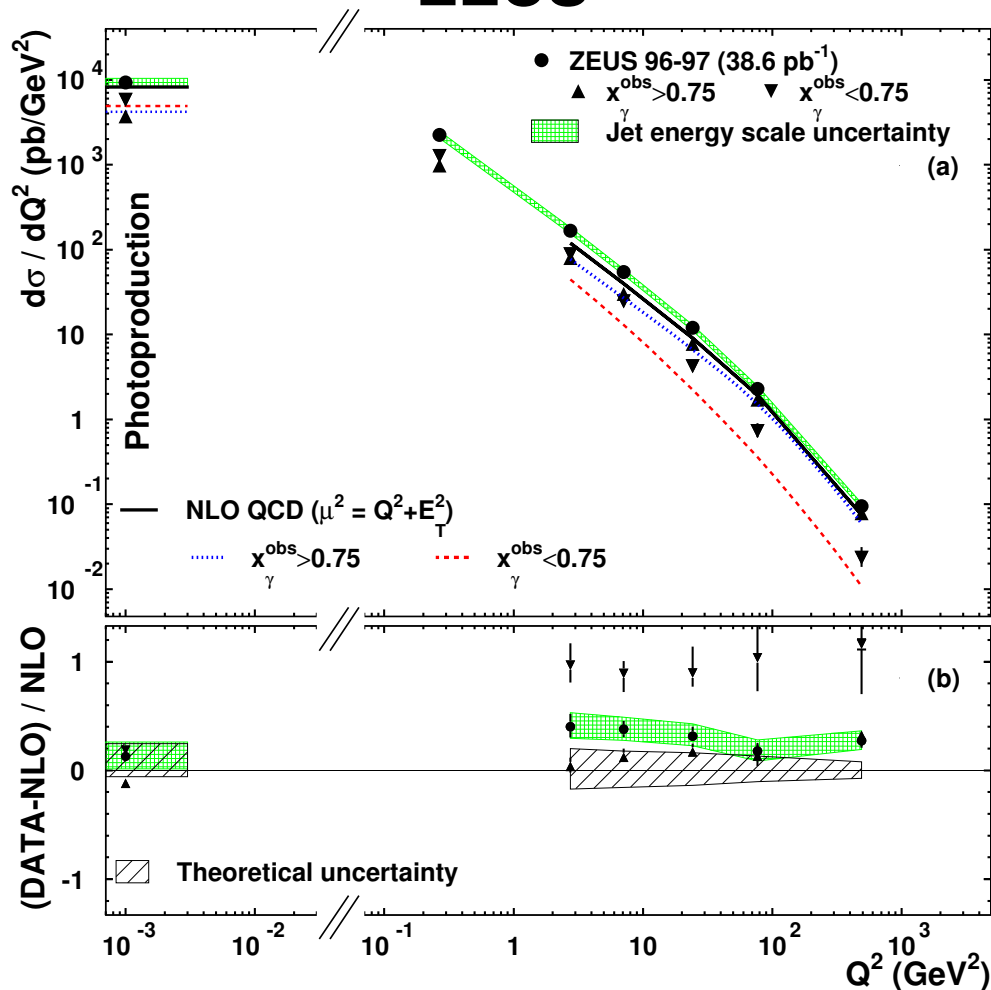 ZEUS
ZEUS 96-97 (38.6 pb⁻¹)
x_γ^obs>0.75 x_γ^obs<0.75
Jet energy scale uncertainty
(a)
dσ / dQ² (pb/GeV²)
10⁴
10³
10²
10
1
10⁻¹
10⁻²
Photoproduction
NLO QCD (μ² = Q²+E_T²)
x_γ^obs>0.75 x_γ^obs<0.75
(b)
(DATA-NLO) / NLO
1
0
-1
Theoretical uncertainty
10⁻³ 10⁻² 10⁻¹ 1 10 10² 10³
Q² (GeV²)